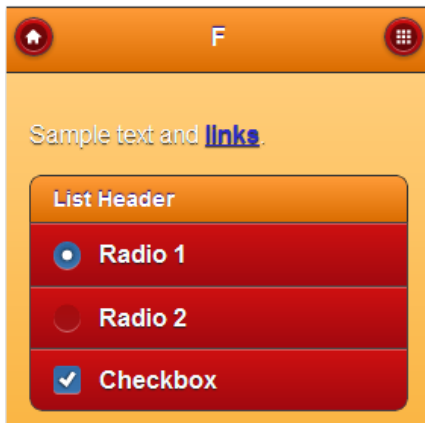 F
Sample text and links.
List Header
Radio 1
Radio 2
Checkbox